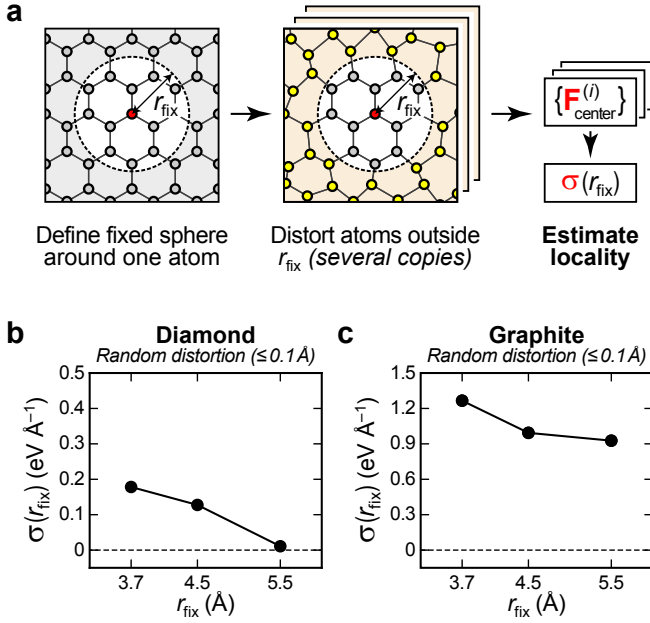 a
r_fix
r_fix
{F_center^(i)}
σ(r_fix)
Define fixed sphere
around one atom
Distort atoms outside
r_fix (several copies)
Estimate
locality
b
Diamond
Random distortion (≤ 0.1 Å)
σ(r_fix) (eV Å⁻¹)
0.5
0.4
0.3
0.2
0.1
0
3.7
4.5
5.5
r_fix (Å)
c
Graphite
Random distortion (≤ 0.1 Å)
σ(r_fix) (eV Å⁻¹)
1.5
1.2
0.9
0.6
0.3
0
3.7
4.5
5.5
r_fix (Å)